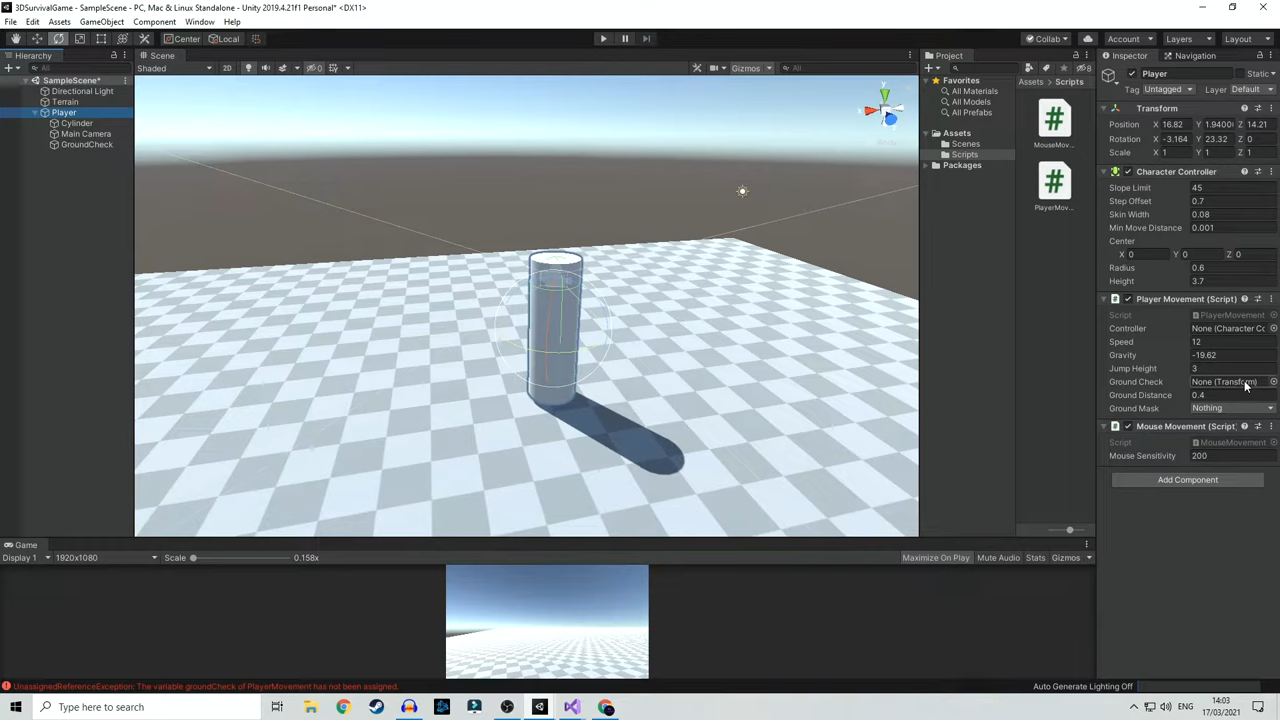 3DSurvivalGame - SampleScene - PC, Mac & Linux Standalone - Unity 2019.4.21f1 Personal* <DX11>
File Edit Assets GameObject Component Window Help
Center Local Collab Account Layers Layout
Hierarchy
All
SampleScene*
Directional Light
Terrain
Player
Cylinder
Main Camera
GroundCheck
Scene
Shaded 2D 0 Gizmos All
y
x
Project
8
Favorites
All Materials
All Models
All Prefabs
Assets
Scenes
Scripts
Packages
Assets Scripts
MouseMov...
PlayerMov...
Inspector Navigation
Player Static
Tag Untagged Layer Default
Transform
Position X 16.82 Y 1.9400 Z 14.21
Rotation X -3.164 Y 23.32 Z 0
Scale X 1 Y 1 Z 1
Character Controller
Slope Limit 45
Step Offset 0.7
Skin Width 0.08
Min Move Distance 0.001
Center
X 0 Y 0 Z 0
Radius 0.6
Height 3.7
Player Movement (Script)
Script PlayerMovement
Controller None (Character Cc
Speed 12
Gravity -19.62
Jump Height 3
Ground Check None (Transform)
Ground Distance 0.4
Ground Mask Nothing
Mouse Movement (Script)
Script MouseMovement
Mouse Sensitivity 200
Add Component
Game
Display 1 1920x1080 Scale 0.158x Maximize On Play Mute Audio Stats Gizmos
UnassignedReferenceException: The variable groundCheck of PlayerMovement has not been assigned.
Auto Generate Lighting Off
Type here to search
ENG
14:03
17/03/2021